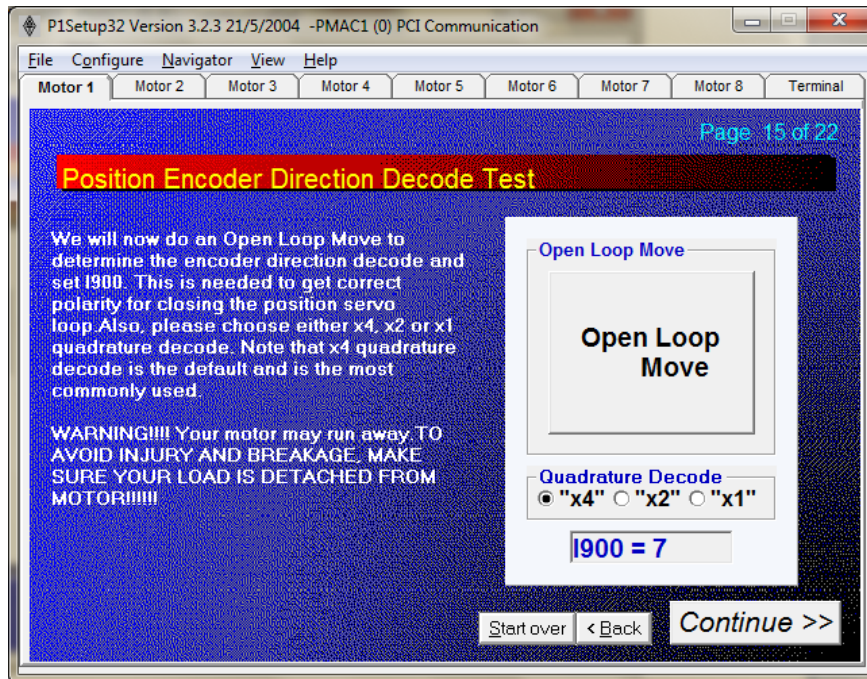 P1Setup32 Version 3.2.3 21/5/2004 -PMAC1 (0) PCI Communication
File Configure Navigator View Help
Motor 1 Motor 2 Motor 3 Motor 4 Motor 5 Motor 6 Motor 7 Motor 8 Terminal
Page 15 of 22
Position Encoder Direction Decode Test
We will now do an Open Loop Move to
determine the encoder direction decode and
set I900. This is needed to get correct
polarity for closing the position servo
loop.Also, please choose either x4, x2 or x1
quadrature decode. Note that x4 quadrature
decode is the default and is the most
commonly used.
WARNING!!!! Your motor may run away.TO
AVOID INJURY AND BREAKAGE, MAKE
SURE YOUR LOAD IS DETACHED FROM
MOTOR!!!!!!
Open Loop Move
Open Loop
Move
Quadrature Decode
"x4" "x2" "x1"
I900 = 7
Start over < Back Continue >>